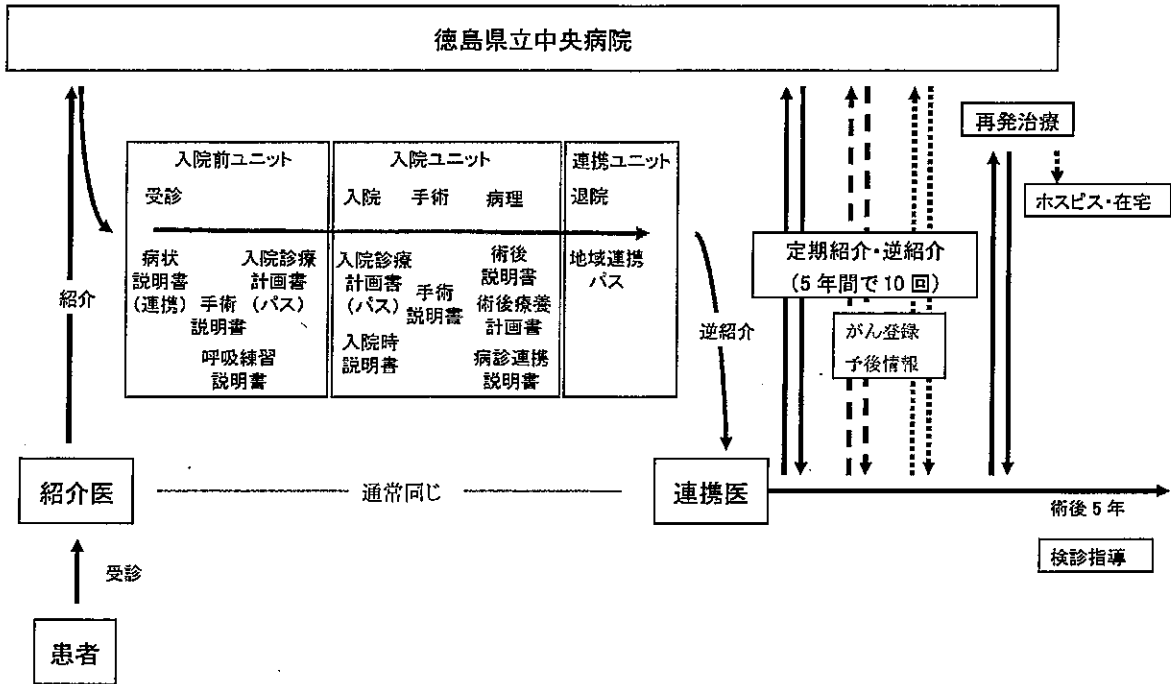 徳島県立中央病院
再発治療
ホスピス・在宅
入院前ユニット
受診
病状
説明書
(連携)
手術
説明書
入院診療
計画書
(パス)
呼吸練習
説明書
入院ユニット
入院
手術
病理
入院診療
計画書
(パス)
手術
説明書
術後
説明書
術後療養
計画書
入院時
説明書
病診連携
説明書
連携ユニット
退院
地域連携
パス
定期紹介・逆紹介
(5年間で10回)
がん登録
予後情報
紹介
逆紹介
紹介医
通常同じ
連携医
術後5年
検診指導
受診
患者